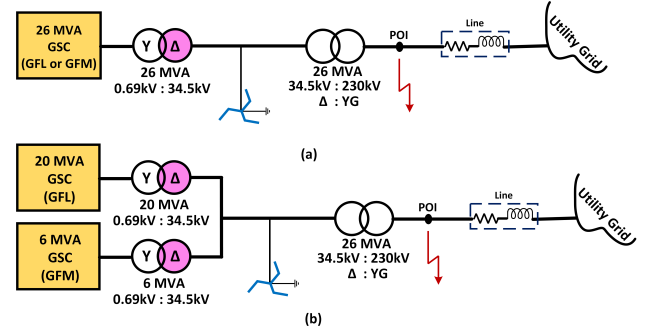 26 MVA
GSC
(GFL or GFM)
Y Δ
26 MVA
0.69kV : 34.5kV
26 MVA
34.5kV : 230kV
Δ : YG
POI
Line
Utility Grid
(a)
20 MVA
GSC
(GFL)
Y Δ
20 MVA
0.69kV : 34.5kV
6 MVA
GSC
(GFM)
Y Δ
6 MVA
0.69kV : 34.5kV
26 MVA
34.5kV : 230kV
Δ : YG
POI
Line
Utility Grid
(b)